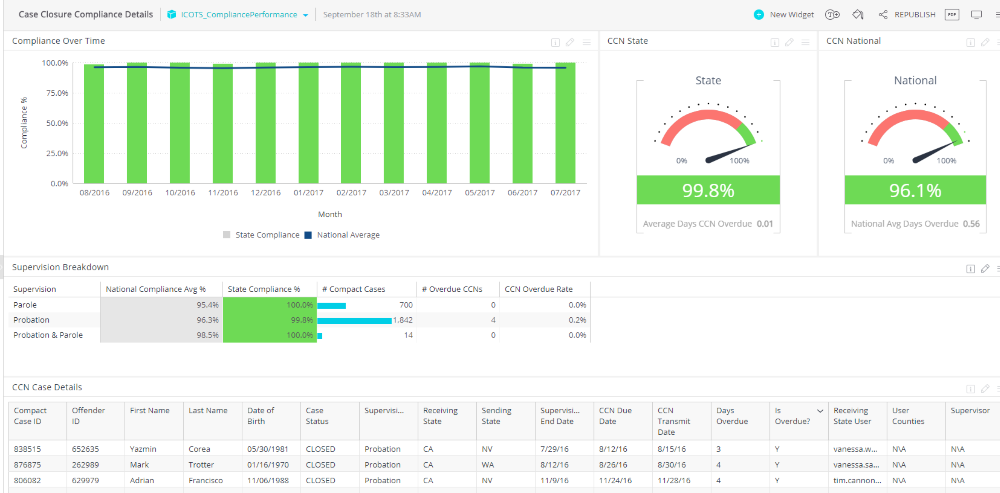 Case Closure Compliance Details ICOTS_CompliancePerformance September 18th at 8:33AM New Widget REPUBLISH PDF
Compliance Over Time
CCN State
CCN National
100.0%
75.0%
50.0%
25.0%
0.0%
Compliance %
08/2016 09/2016 10/2016 11/2016 12/2016 01/2017 02/2017 03/2017 04/2017 05/2017 06/2017 07/2017
Month
State Compliance National Average
State
0% 100%
99.8%
Average Days CCN Overdue 0.01
National
0% 100%
96.1%
National Avg Days Overdue 0.56
Supervision Breakdown
Supervision National Compliance Avg % State Compliance % # Compact Cases # Overdue CCNs CCN Overdue Rate
Parole 95.4% 100.0% 700 0 0.0%
Probation 96.3% 99.8% 1,842 4 0.2%
Probation & Parole 98.5% 100.0% 14 0 0.0%
CCN Case Details
Compact Case ID Offender ID First Name Last Name Date of Birth Case Status Supervisi... Receiving State Sending State Supervisi... End Date CCN Due Date CCN Transmit Date Days Overdue Is Overdue? Receiving State User User Counties Supervisor
838515 652635 Yazmin Corea 05/30/1981 CLOSED Probation CA NV 7/29/16 8/12/16 8/15/16 3 Y vanessa.w... N\A N\A
876875 262989 Mark Trotter 01/16/1970 CLOSED Probation CA WA 8/12/16 8/26/16 8/30/16 4 Y vanessa.sa... N\A N\A
806082 629979 Adrian Francisco 11/06/1988 CLOSED Probation CA NV 11/9/16 11/24/16 11/28/16 4 Y tim.cannon... N\A N\A